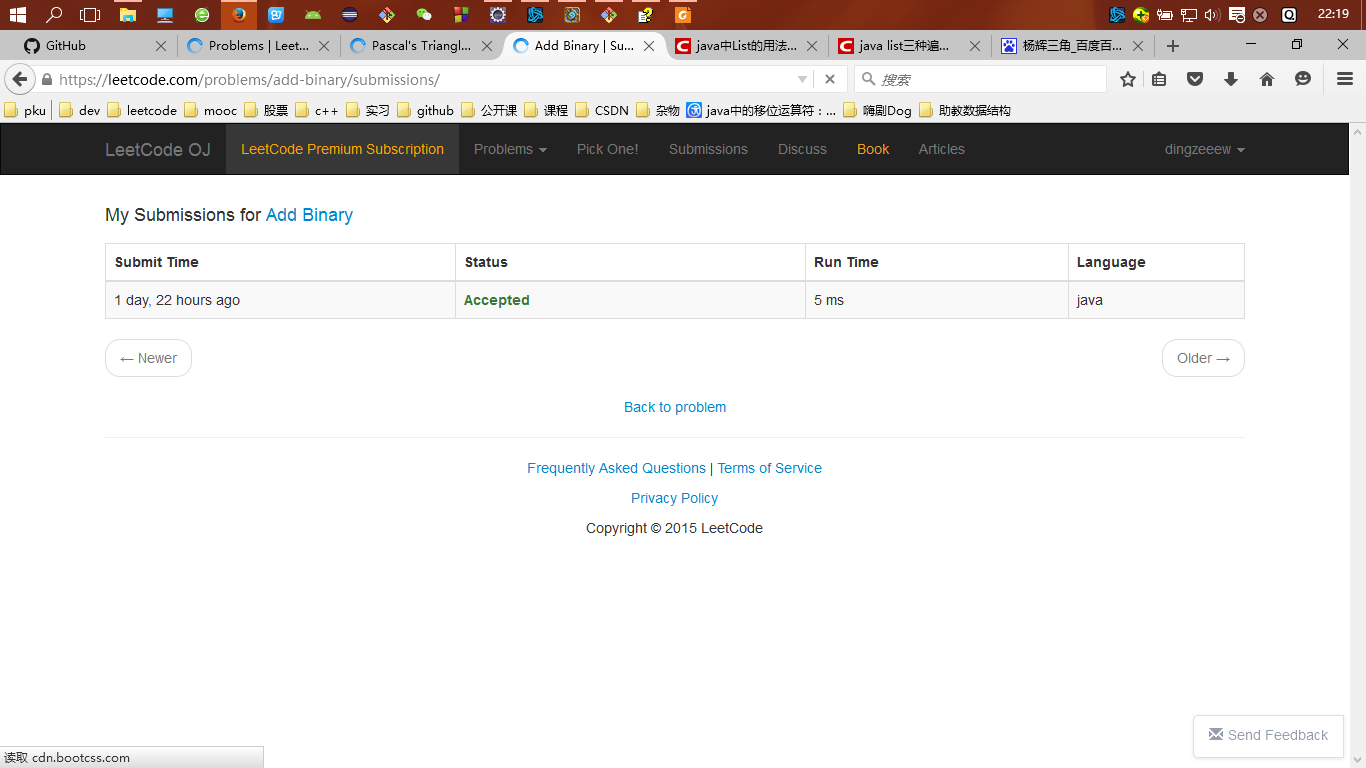 22:19
GitHub
Problems | Leet...
Pascal's Triangl...
Add Binary | Su...
java中List的用法...
java list三种遍...
杨辉三角_百度百...
https://leetcode.com/problems/add-binary/submissions/
搜索
pku dev leetcode mooc 股票 c++ 实习 github 公开课 课程 CSDN 杂物 java中的移位运算符：... 嗨剧Dog 助教数据结构
LeetCode OJ LeetCode Premium Subscription Problems Pick One! Submissions Discuss Book Articles dingzeeew
My Submissions for Add Binary
Submit Time Status Run Time Language
1 day, 22 hours ago Accepted 5 ms java
← Newer Older →
Back to problem
Frequently Asked Questions | Terms of Service
Privacy Policy
Copyright © 2015 LeetCode
Send Feedback
读取 cdn.bootcss.com